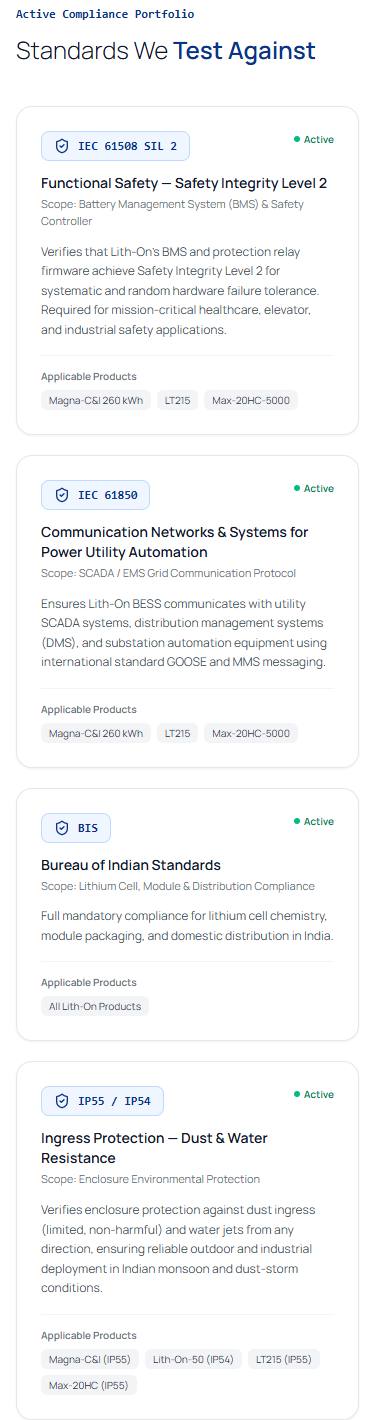 Active Compliance Portfolio
Standards We Test Against
IEC 61508 SIL 2
Active
Functional Safety — Safety Integrity Level 2
Scope: Battery Management System (BMS) & Safety
Controller
Verifies that Lith-On's BMS and protection relay
firmware achieve Safety Integrity Level 2 for
systematic and random hardware failure tolerance.
Required for mission-critical healthcare, elevator,
and industrial safety applications.
Applicable Products
Magna-C&I 260 kWh LT215 Max-20HC-5000
IEC 61850
Active
Communication Networks & Systems for
Power Utility Automation
Scope: SCADA / EMS Grid Communication Protocol
Ensures Lith-On BESS communicates with utility
SCADA systems, distribution management systems
(DMS), and substation automation equipment using
international standard GOOSE and MMS messaging.
Applicable Products
Magna-C&I 260 kWh LT215 Max-20HC-5000
BIS
Active
Bureau of Indian Standards
Scope: Lithium Cell, Module & Distribution Compliance
Full mandatory compliance for lithium cell chemistry,
module packaging, and domestic distribution in India.
Applicable Products
All Lith-On Products
IP55 / IP54
Active
Ingress Protection — Dust & Water
Resistance
Scope: Enclosure Environmental Protection
Verifies enclosure protection against dust ingress
(limited, non-harmful) and water jets from any
direction, ensuring reliable outdoor and industrial
deployment in Indian monsoon and dust-storm
conditions.
Applicable Products
Magna-C&I (IP55) Lith-On-50 (IP54) LT215 (IP55)
Max-20HC (IP55)